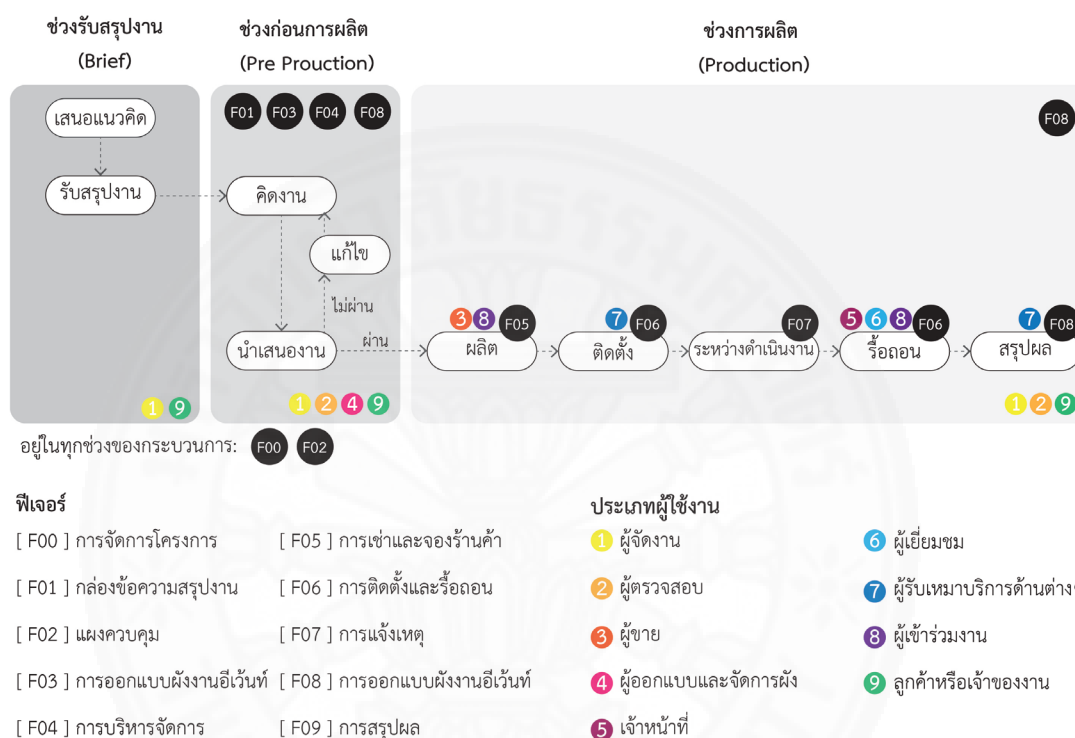 ช่วงรับสรุปงาน
(Brief)
ช่วงก่อนการผลิต
(Pre Prouction)
ช่วงการผลิต
(Production)
เสนอแนวคิด
F01 F03 F04 F08
F08
รับสรุปงาน
คิดงาน
แก้ไข
ไม่ผ่าน
3 8 F05
7 F06
F07
5 6 8 F06
7 F08
นำเสนองาน
ผ่าน
ผลิต
ติดตั้ง
ระหว่างดำเนินงาน
รื้อถอน
สรุปผล
1 9
1 2 4 9
1 2 9
อยู่ในทุกช่วงของกระบวนการ: F00 F02
ฟีเจอร์
[ F00 ] การจัดการโครงการ
[ F01 ] กล่องข้อความสรุปงาน
[ F02 ] แผงควบคุม
[ F03 ] การออกแบบผังงานอีเว้นท์
[ F04 ] การบริหารจัดการ
[ F05 ] การเช่าและจองร้านค้า
[ F06 ] การติดตั้งและรื้อถอน
[ F07 ] การแจ้งเหตุ
[ F08 ] การออกแบบผังงานอีเว้นท์
[ F09 ] การสรุปผล
ประเภทผู้ใช้งาน
1 ผู้จัดงาน
2 ผู้ตรวจสอบ
3 ผู้ขาย
4 ผู้ออกแบบและจัดการผัง
5 เจ้าหน้าที่
6 ผู้เยี่ยมชม
7 ผู้รับเหมาบริการด้านต่าง
8 ผู้เข้าร่วมงาน
9 ลูกค้าหรือเจ้าของงาน